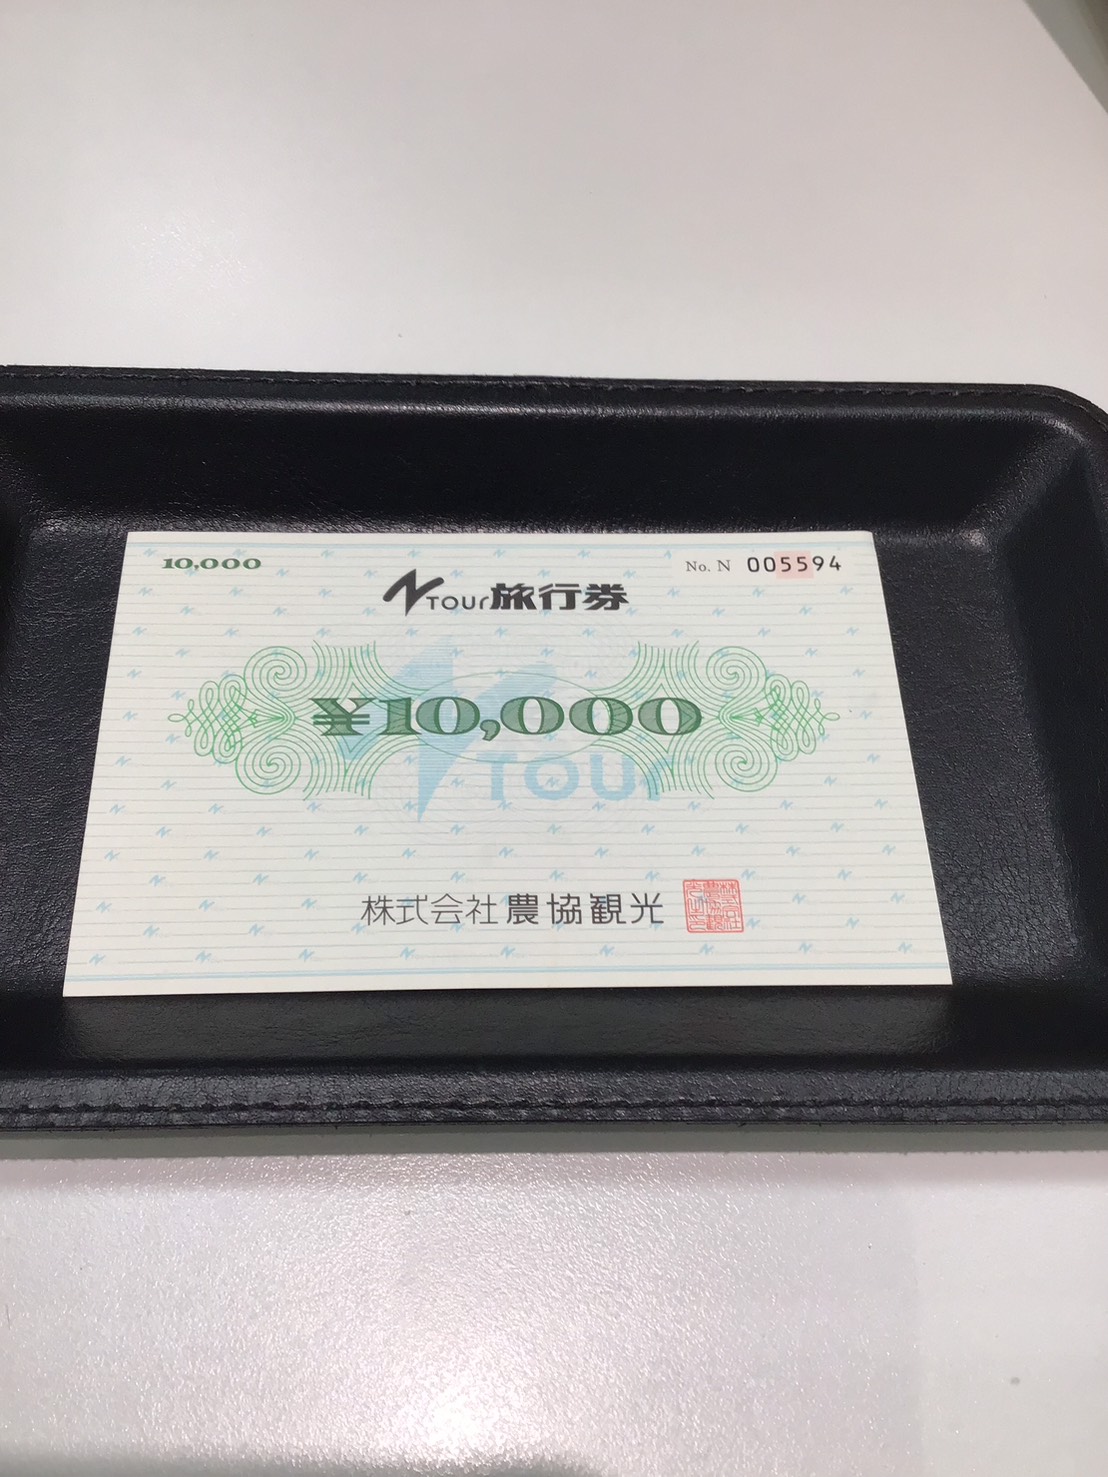 10,000
No. N 005594
N Tour旅行券
¥10,000
N Tour
株式会社 農協観光